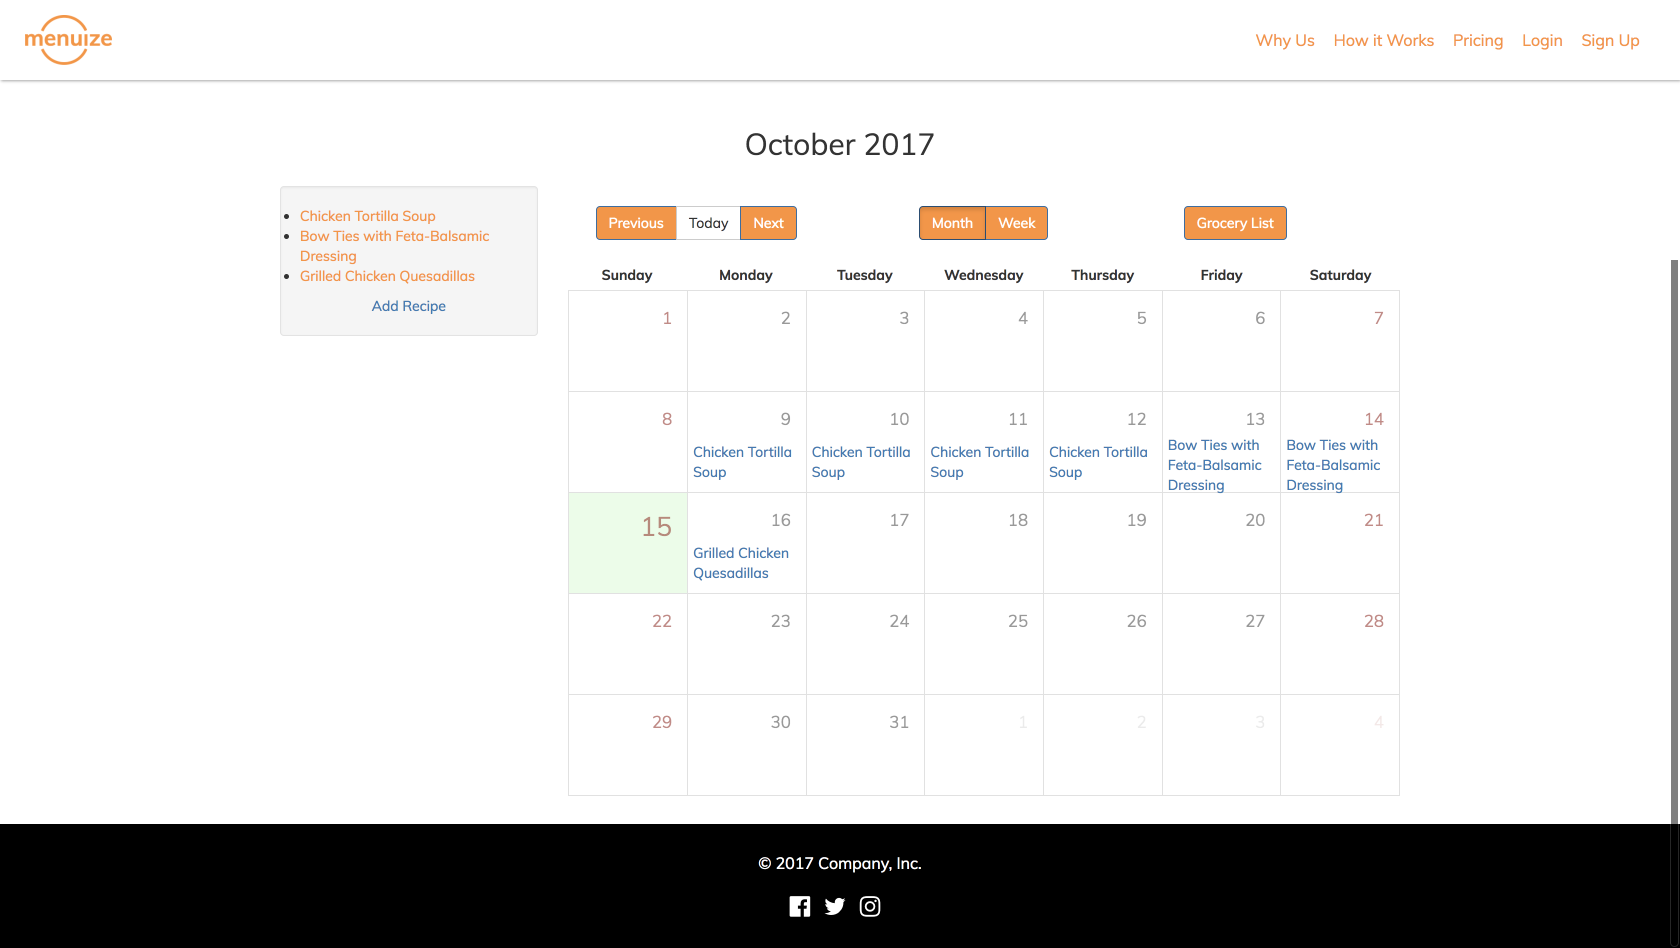 menuize
Why Us How it Works Pricing Login Sign Up
October 2017
Chicken Tortilla Soup
Bow Ties with Feta-Balsamic
Dressing
Grilled Chicken Quesadillas
Add Recipe
Previous Today Next Month Week Grocery List
Sunday Monday Tuesday Wednesday Thursday Friday Saturday
1 2 3 4 5 6 7
8 9 10 11 12 13 14
Chicken Tortilla Chicken Tortilla Chicken Tortilla Chicken Tortilla Bow Ties with Bow Ties with
Soup Soup Soup Soup Feta-Balsamic Feta-Balsamic
Dressing Dressing
15 16 17 18 19 20 21
Grilled Chicken
Quesadillas
22 23 24 25 26 27 28
29 30 31 1 2 3 4
© 2017 Company, Inc.